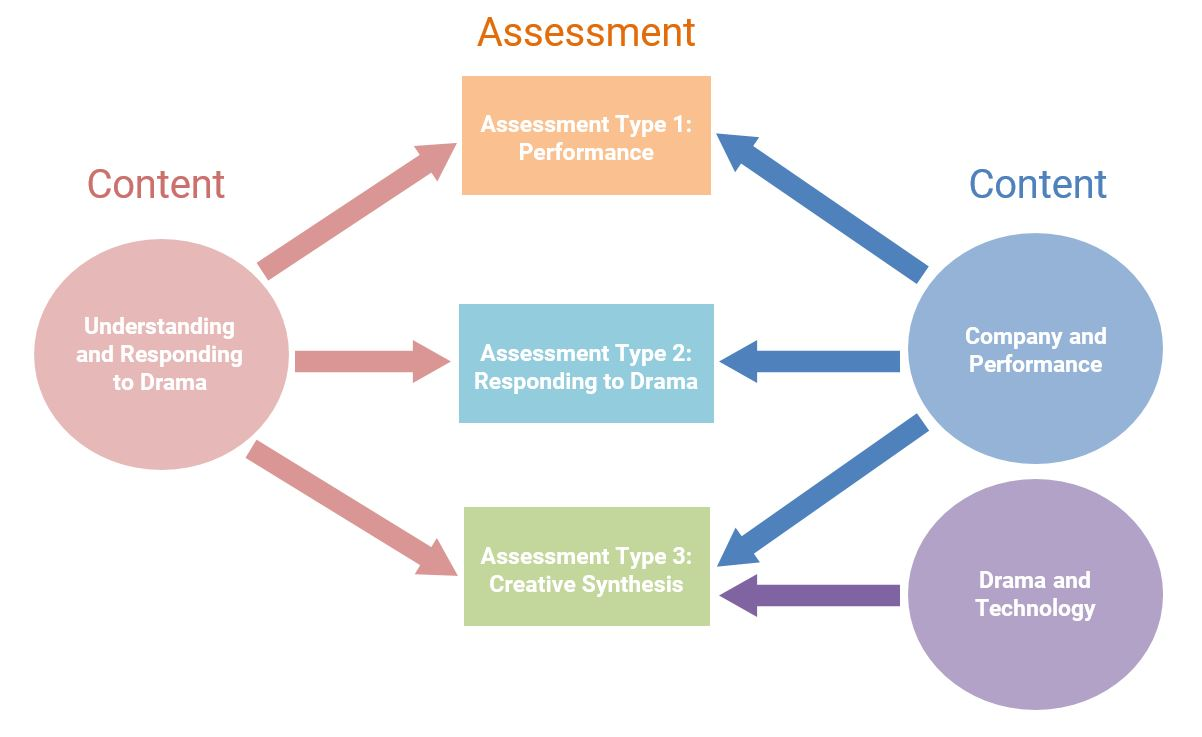 Assessment
Assessment Type 1:
Performance
Content
Understanding
and Responding
to Drama
Assessment Type 2:
Responding to Drama
Assessment Type 3:
Creative Synthesis
Content
Company and
Performance
Drama and
Technology